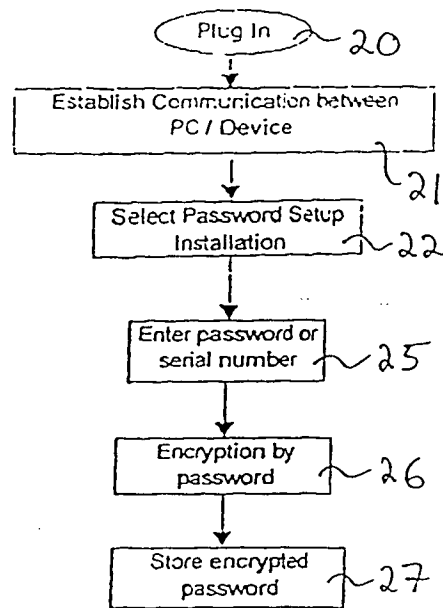 Plug In
20
Establish Communication between
PC / Device
21
Select Password Setup
Installation
22
Enter password or
serial number
25
Encryption by
password
26
Store encrypted
password
27